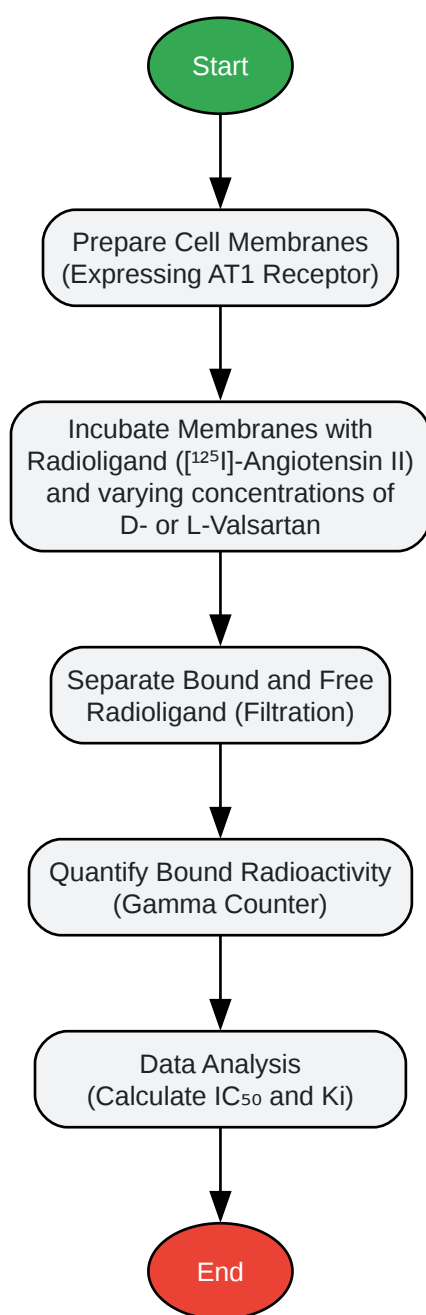 Start
Prepare Cell Membranes
(Expressing AT1 Receptor)
Incubate Membranes with
Radioligand ([¹²⁵I]-Angiotensin II)
and varying concentrations of
D- or L-Valsartan
Separate Bound and Free
Radioligand (Filtration)
Quantify Bound Radioactivity
(Gamma Counter)
Data Analysis
(Calculate IC₅₀ and Ki)
End